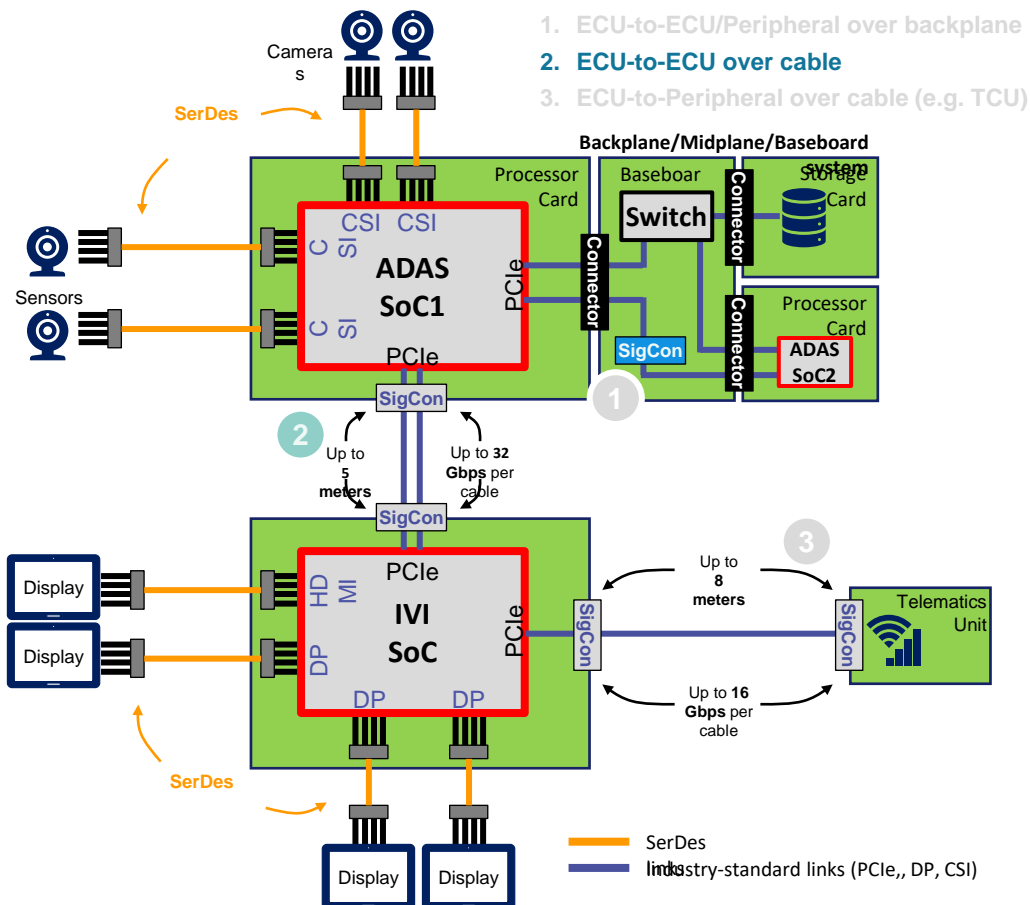 1. ECU-to-ECU/Peripheral over backplane
2. ECU-to-ECU over cable
3. ECU-to-Peripheral over cable (e.g. TCU)
Camera
s
SerDes
Backplane/Midplane/Baseboard
system
Processor
Card
Baseboar
Storage
Card
CSI
CSI
Switch
Connector
Connector
C
SI
ADAS
SoC1
PCIe
Sensors
C
SI
PCIe
Connector
Processor
Card
SigCon
ADAS
SoC2
1
SigCon
2
Up to
5
meters
Up to 32
Gbps per
cable
SigCon
3
PCIe
Display
HD
MI
IVI
SoC
PCIe
Up to
8
meters
SigCon
SigCon
Telematics
Unit
Display
DP
DP
DP
Up to 16
Gbps per
cable
SerDes
Display
Display
SerDes
links
Industry-standard links (PCIe,, DP, CSI)